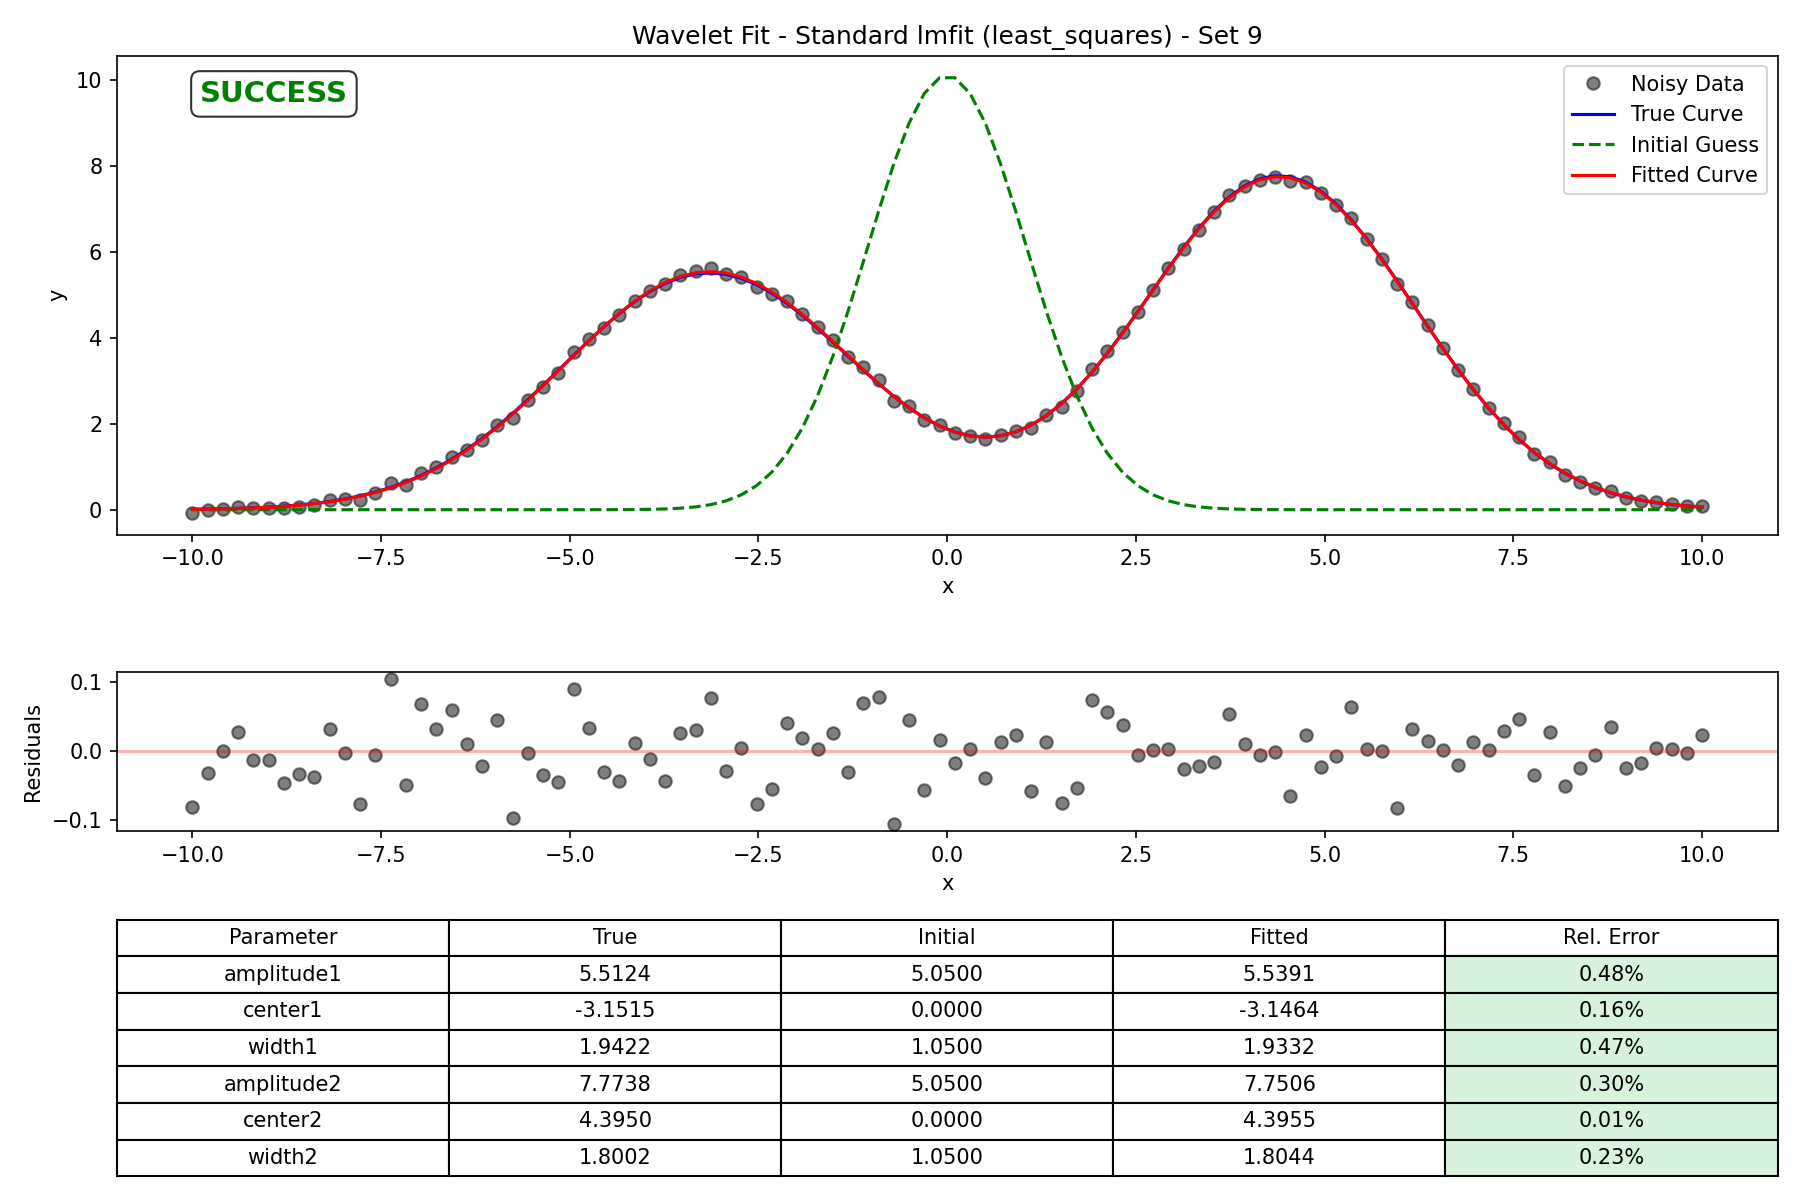 Wavelet Fit - Standard lmfit (least_squares) - Set 9
SUCCESS
Noisy Data
True Curve
Initial Guess
Fitted Curve
y
10
8
6
4
2
0
−10.0 −7.5 −5.0 −2.5 0.0 2.5 5.0 7.5 10.0
x
Residuals
0.1
0.0
−0.1
−10.0 −7.5 −5.0 −2.5 0.0 2.5 5.0 7.5 10.0
x
Parameter True Initial Fitted Rel. Error
amplitude1 5.5124 5.0500 5.5391 0.48%
center1 -3.1515 0.0000 -3.1464 0.16%
width1 1.9422 1.0500 1.9332 0.47%
amplitude2 7.7738 5.0500 7.7506 0.30%
center2 4.3950 0.0000 4.3955 0.01%
width2 1.8002 1.0500 1.8044 0.23%